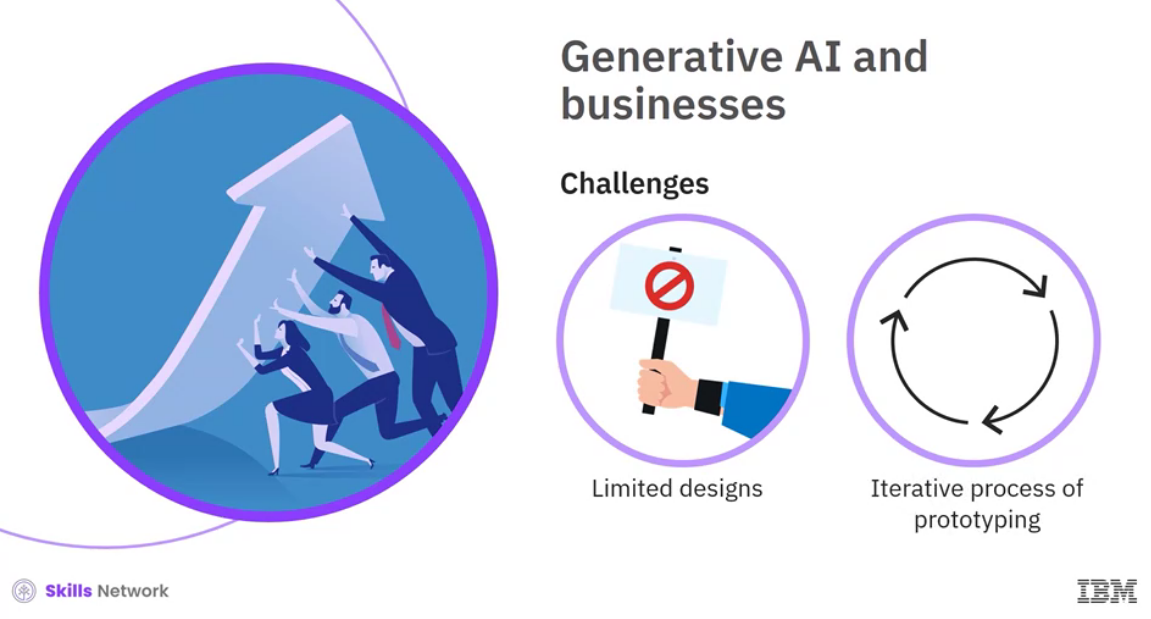 Generative AI and
businesses
Challenges
Limited designs
Iterative process of
prototyping
Skills Network
IBM